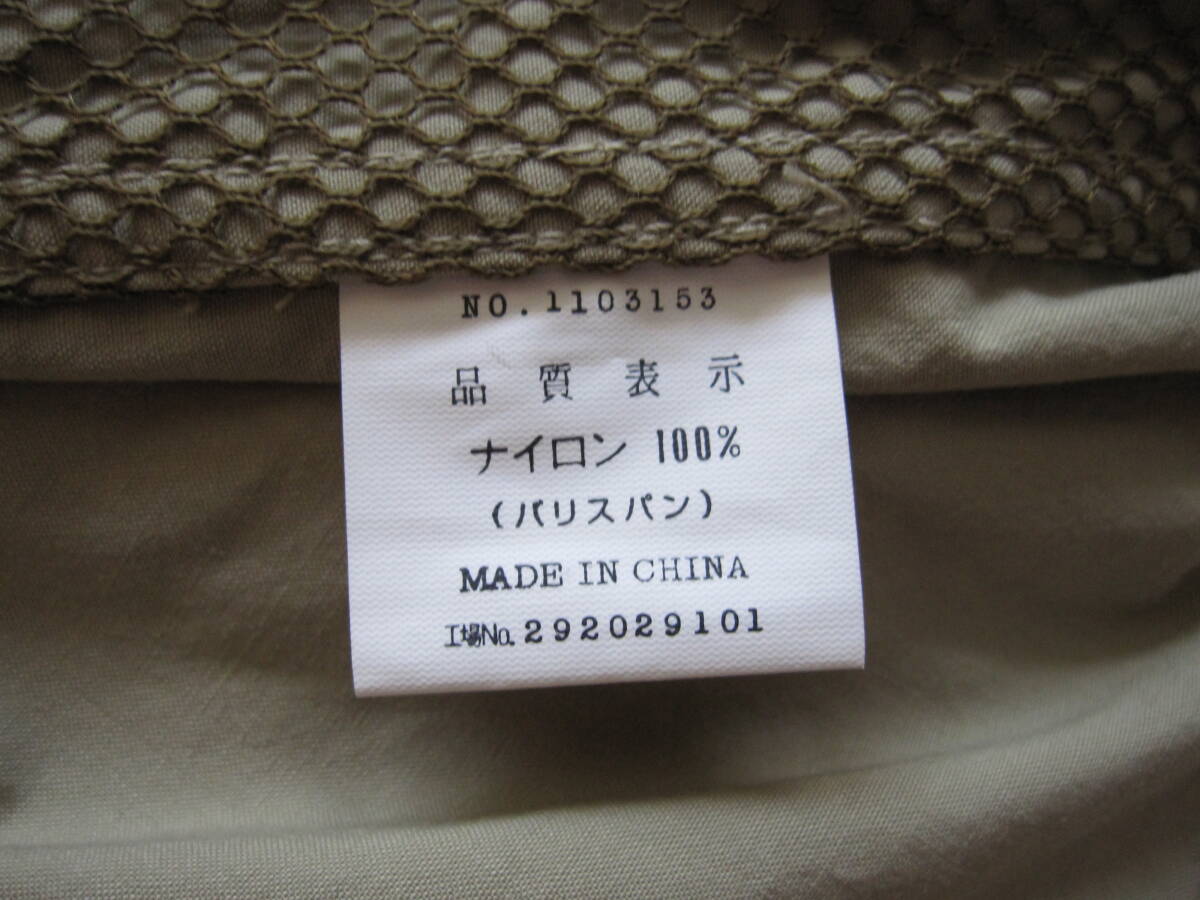 NO.1103153
品質表示
ナイロン 100%
(バリスパン)
MADE IN CHINA
工場No.292029101